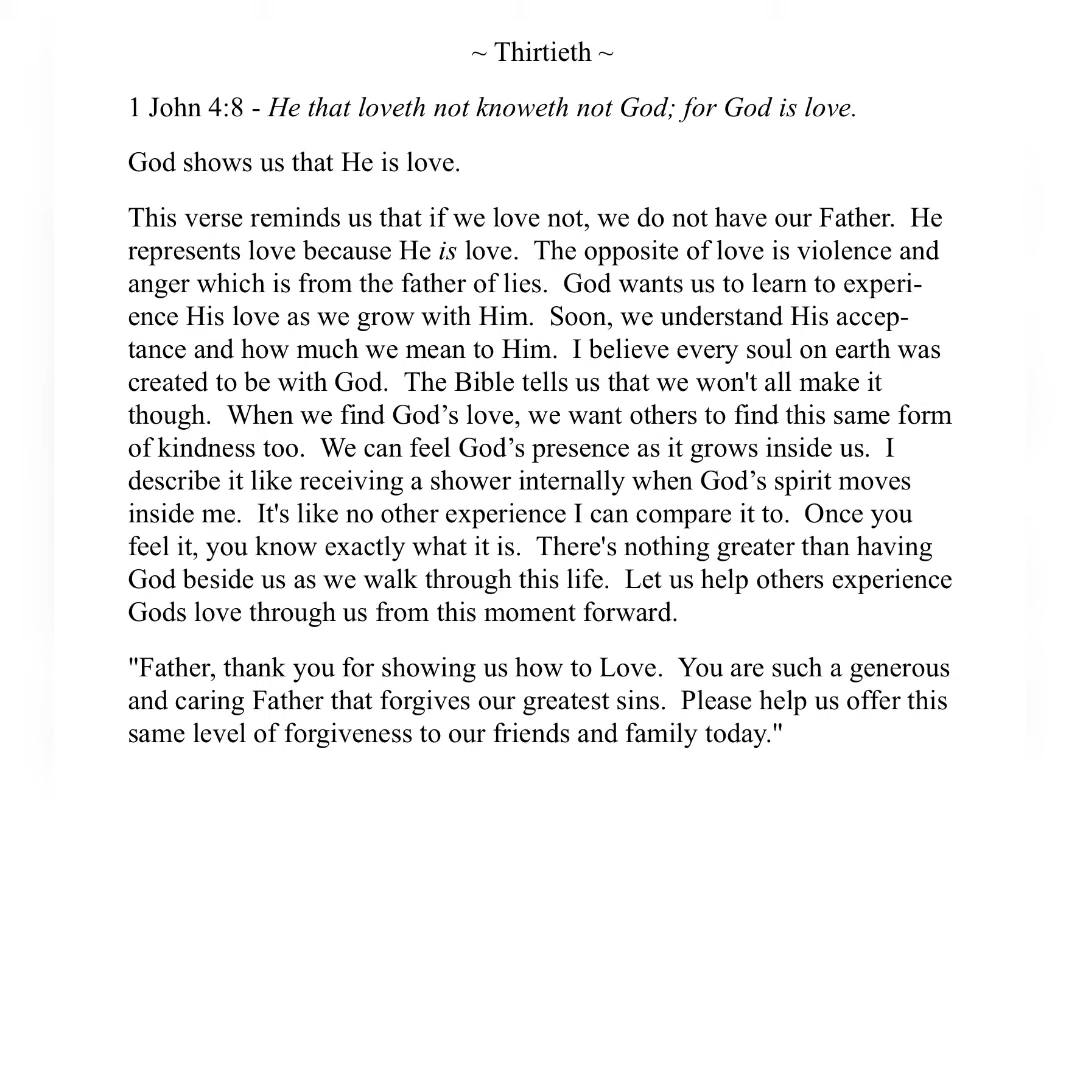 ~ Thirtieth ~
1 John 4:8 - He that loveth not knoweth not God; for God is love.
God shows us that He is love.
This verse reminds us that if we love not, we do not have our Father.  He
represents love because He is love.  The opposite of love is violence and
anger which is from the father of lies.  God wants us to learn to experi-
ence His love as we grow with Him.  Soon, we understand His accep-
tance and how much we mean to Him.  I believe every soul on earth was
created to be with God.  The Bible tells us that we won't all make it
though.  When we find God’s love, we want others to find this same form
of kindness too.  We can feel God’s presence as it grows inside us.  I
describe it like receiving a shower internally when God’s spirit moves
inside me.  It's like no other experience I can compare it to.  Once you
feel it, you know exactly what it is.  There's nothing greater than having
God beside us as we walk through this life.  Let us help others experience
Gods love through us from this moment forward.
"Father, thank you for showing us how to Love.  You are such a generous
and caring Father that forgives our greatest sins.  Please help us offer this
same level of forgiveness to our friends and family today."